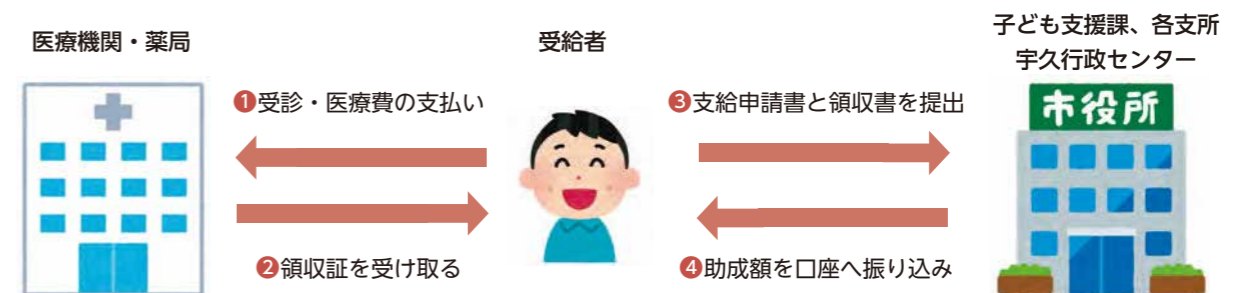 医療機関・薬局
受給者
子ども支援課、各支所
宇久行政センター
❶受診・医療費の支払い
❸支給申請書と領収書を提出
市役所
❷領収証を受け取る
❹助成額を口座へ振り込み